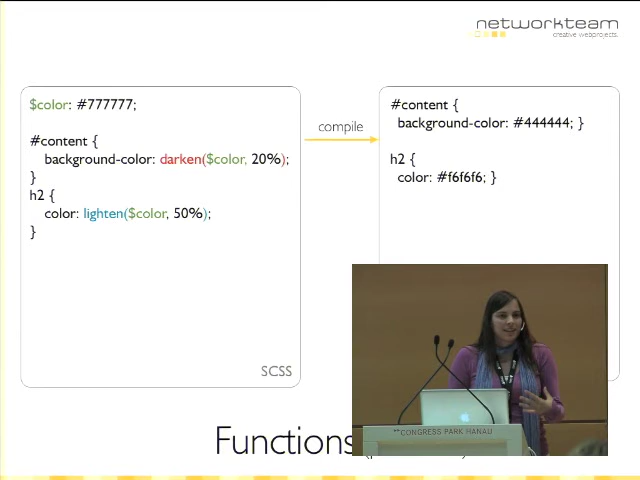 networkteam
creative webprojects.
$color: #777777;
#content {
background-color: darken($color, 20%);
}
h2 {
color: lighten($color, 50%);
}
SCSS
compile
#content {
background-color: #444444; }
h2 {
color: #f6f6f6; }
**CONGRESS PARK HANAU
Functions